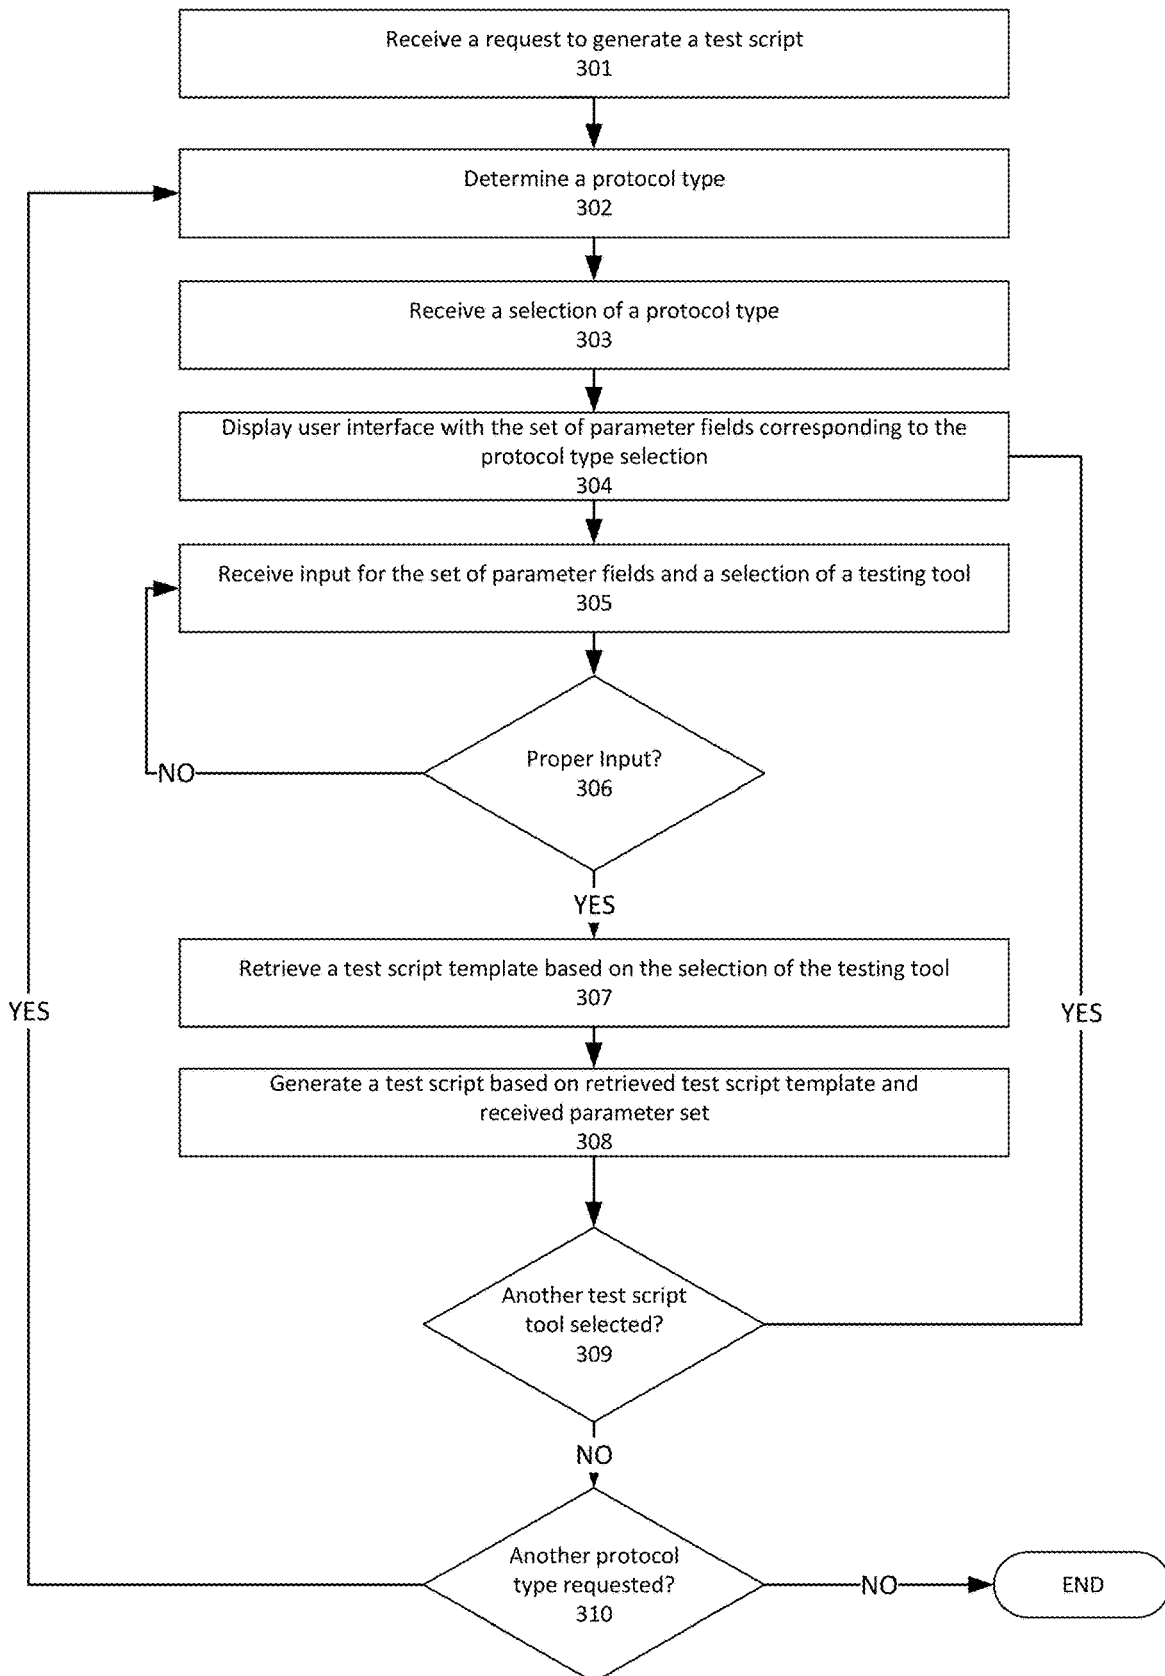 Receive a request to generate a test script
301
Determine a protocol type
302
Receive a selection of a protocol type
303
Display user interface with the set of parameter fields corresponding to the
protocol type selection
304
Receive input for the set of parameter fields and a selection of a testing tool
305
Proper Input?
306
NO
YES
Retrieve a test script template based on the selection of the testing tool
307
YES
YES
Generate a test script based on retrieved test script template and
received parameter set
308
Another test script
tool selected?
309
NO
Another protocol
type requested?
310
NO
END